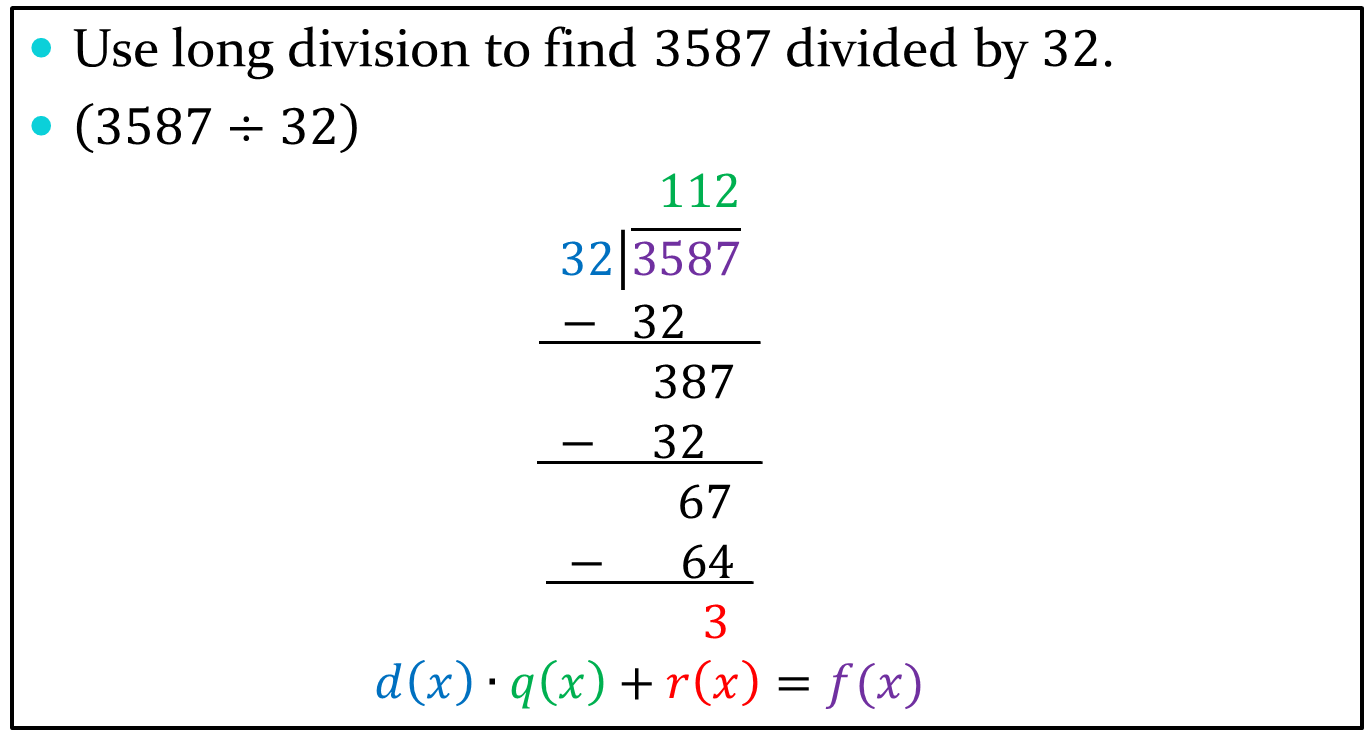 • Use long division to find 3587 divided by 32.
• (3587 ÷ 32)
112
32|3587
− 32
387
− 32
67
− 64
3
d(x) · q(x) + r(x) = f(x)